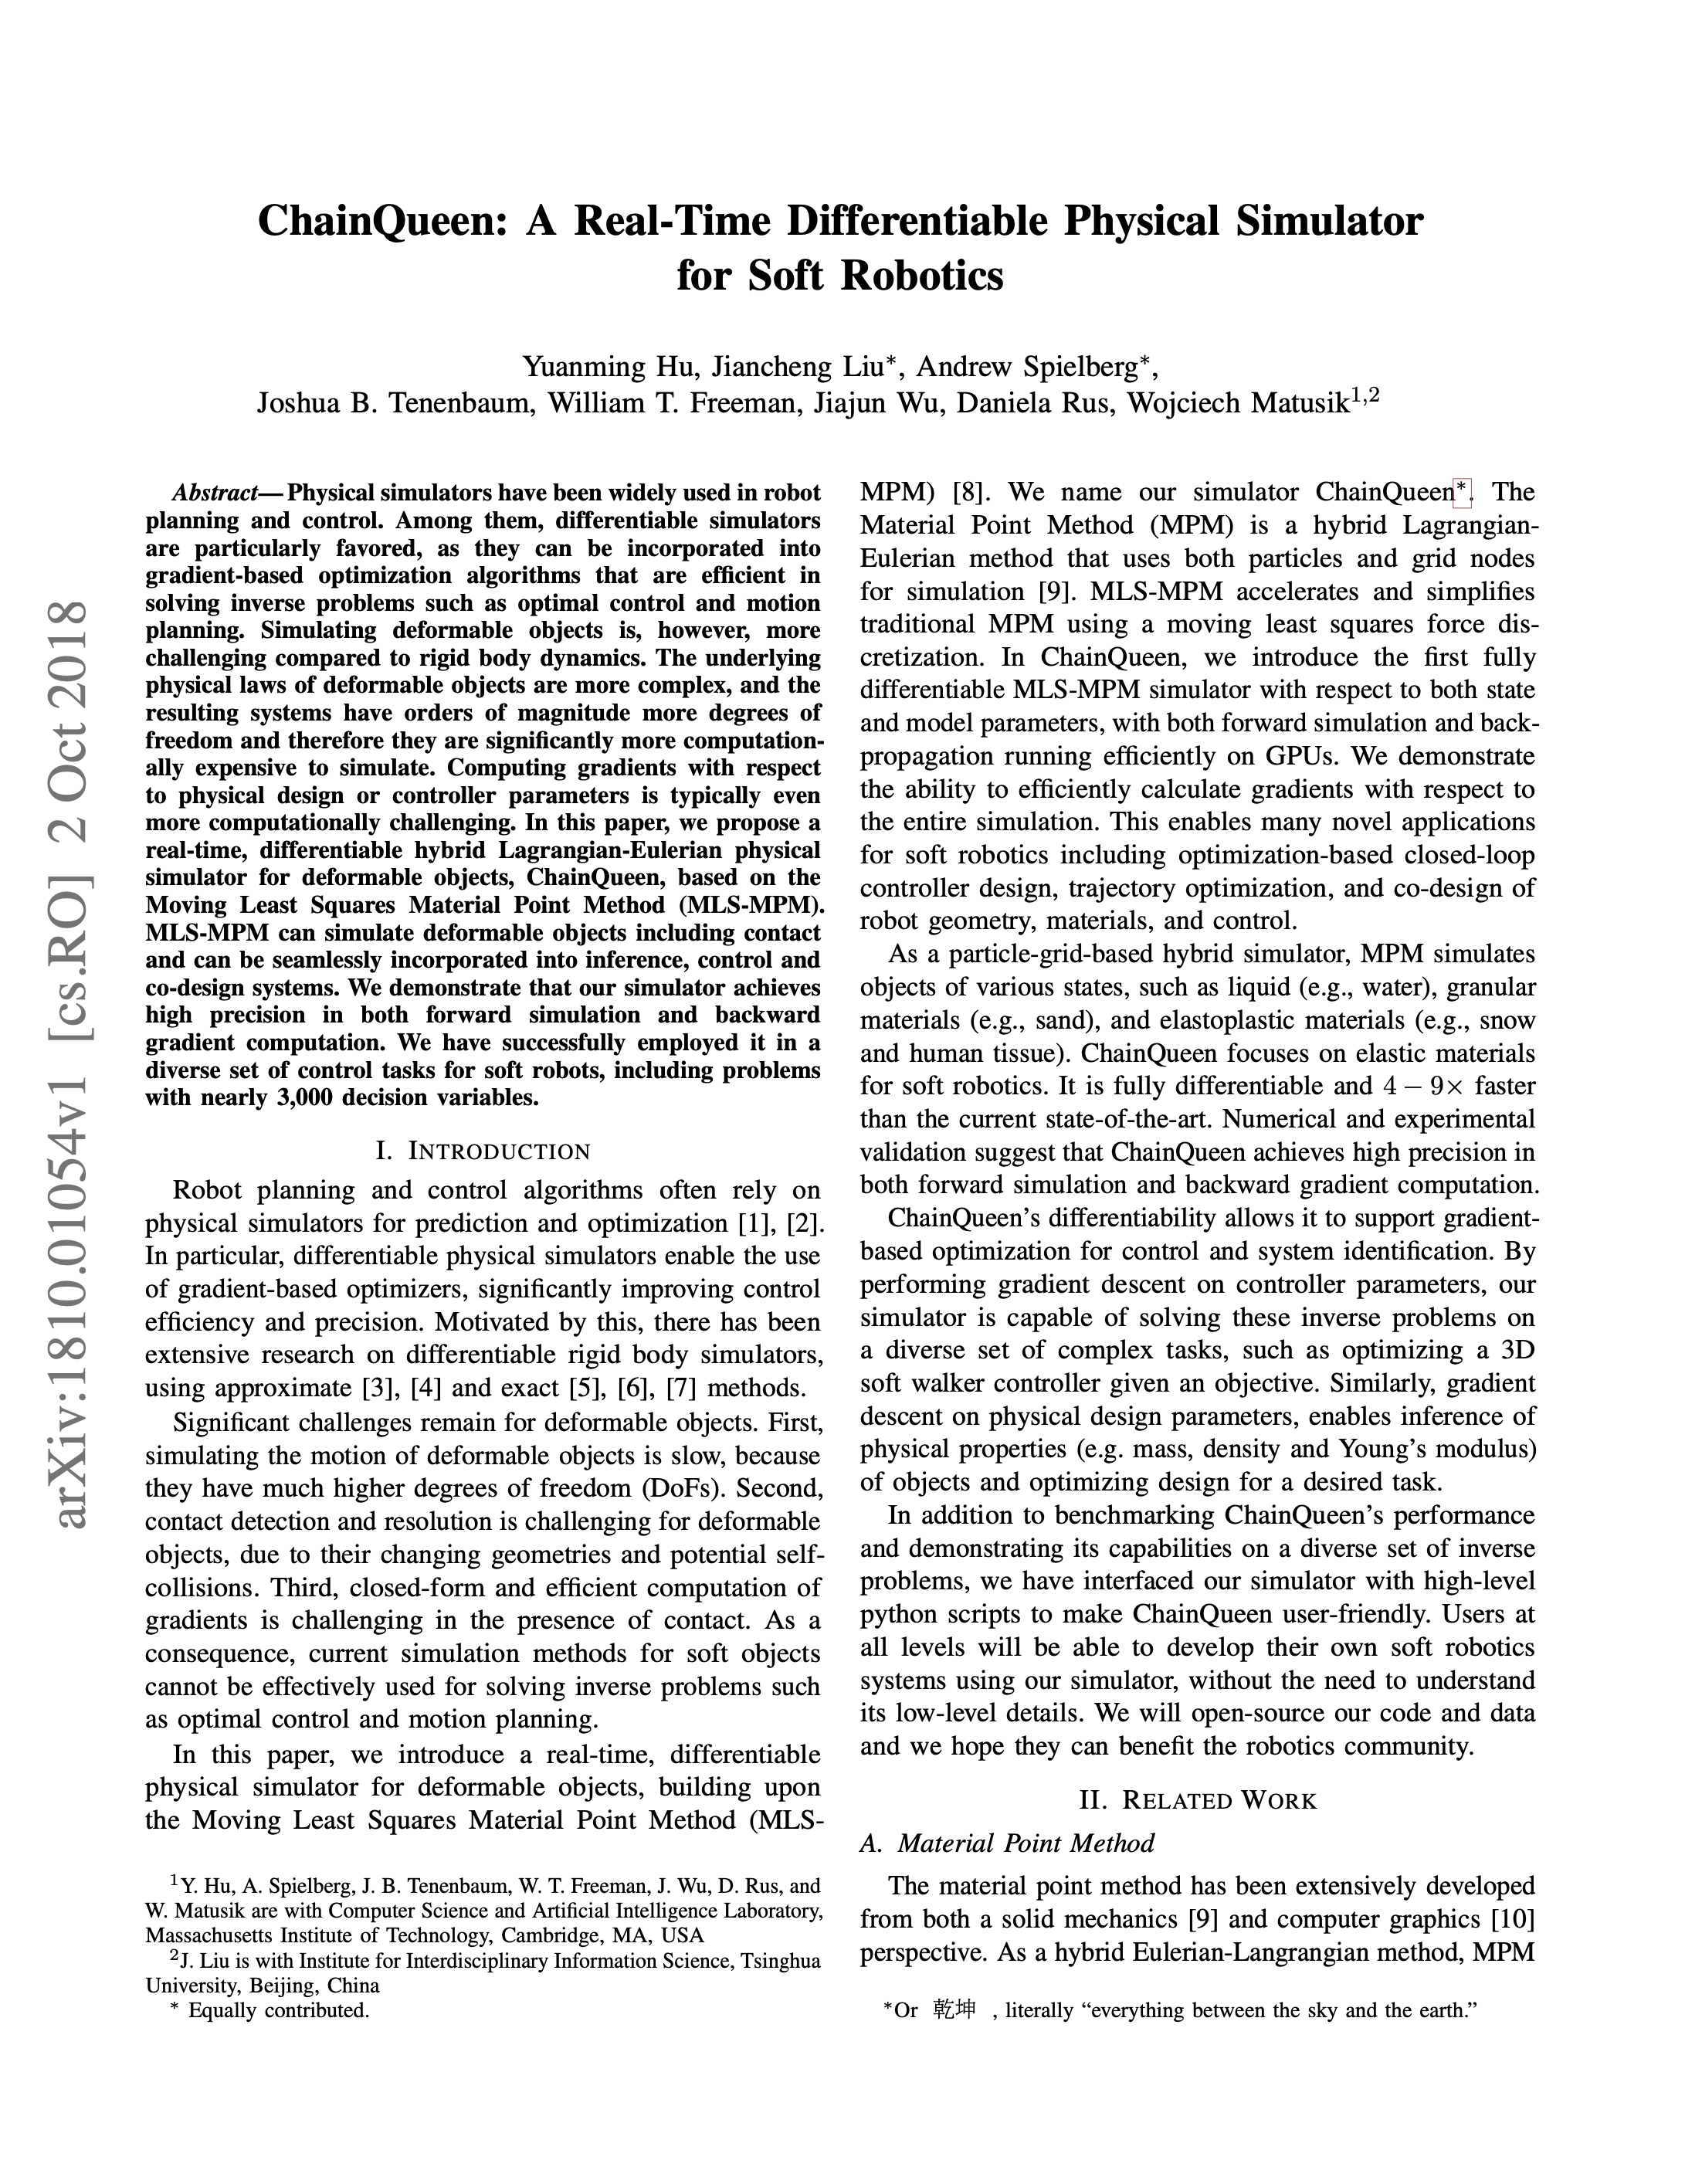 ChainQueen: A Real-Time Differentiable Physical Simulator
for Soft Robotics
Yuanming Hu, Jiancheng Liu*, Andrew Spielberg*,
Joshua B. Tenenbaum, William T. Freeman, Jiajun Wu, Daniela Rus, Wojciech Matusik1,2
arXiv:1810.01054v1 [cs.RO] 2 Oct 2018
Abstract— Physical simulators have been widely used in robot
planning and control. Among them, differentiable simulators
are particularly favored, as they can be incorporated into
gradient-based optimization algorithms that are efficient in
solving inverse problems such as optimal control and motion
planning. Simulating deformable objects is, however, more
challenging compared to rigid body dynamics. The underlying
physical laws of deformable objects are more complex, and the
resulting systems have orders of magnitude more degrees of
freedom and therefore they are significantly more computation-
ally expensive to simulate. Computing gradients with respect
to physical design or controller parameters is typically even
more computationally challenging. In this paper, we propose a
real-time, differentiable hybrid Lagrangian-Eulerian physical
simulator for deformable objects, ChainQueen, based on the
Moving Least Squares Material Point Method (MLS-MPM).
MLS-MPM can simulate deformable objects including contact
and can be seamlessly incorporated into inference, control and
co-design systems. We demonstrate that our simulator achieves
high precision in both forward simulation and backward
gradient computation. We have successfully employed it in a
diverse set of control tasks for soft robots, including problems
with nearly 3,000 decision variables.
I. INTRODUCTION
Robot planning and control algorithms often rely on
physical simulators for prediction and optimization [1], [2].
In particular, differentiable physical simulators enable the use
of gradient-based optimizers, significantly improving control
efficiency and precision. Motivated by this, there has been
extensive research on differentiable rigid body simulators,
using approximate [3], [4] and exact [5], [6], [7] methods.
Significant challenges remain for deformable objects. First,
simulating the motion of deformable objects is slow, because
they have much higher degrees of freedom (DoFs). Second,
contact detection and resolution is challenging for deformable
objects, due to their changing geometries and potential self-
collisions. Third, closed-form and efficient computation of
gradients is challenging in the presence of contact. As a
consequence, current simulation methods for soft objects
cannot be effectively used for solving inverse problems such
as optimal control and motion planning.
In this paper, we introduce a real-time, differentiable
physical simulator for deformable objects, building upon
the Moving Least Squares Material Point Method (MLS-
1Y. Hu, A. Spielberg, J. B. Tenenbaum, W. T. Freeman, J. Wu, D. Rus, and
W. Matusik are with Computer Science and Artificial Intelligence Laboratory,
Massachusetts Institute of Technology, Cambridge, MA, USA
2J. Liu is with Institute for Interdisciplinary Information Science, Tsinghua
University, Beijing, China
* Equally contributed.
MPM) [8]. We name our simulator ChainQueen*. The
Material Point Method (MPM) is a hybrid Lagrangian-
Eulerian method that uses both particles and grid nodes
for simulation [9]. MLS-MPM accelerates and simplifies
traditional MPM using a moving least squares force dis-
cretization. In ChainQueen, we introduce the first fully
differentiable MLS-MPM simulator with respect to both state
and model parameters, with both forward simulation and back-
propagation running efficiently on GPUs. We demonstrate
the ability to efficiently calculate gradients with respect to
the entire simulation. This enables many novel applications
for soft robotics including optimization-based closed-loop
controller design, trajectory optimization, and co-design of
robot geometry, materials, and control.
As a particle-grid-based hybrid simulator, MPM simulates
objects of various states, such as liquid (e.g., water), granular
materials (e.g., sand), and elastoplastic materials (e.g., snow
and human tissue). ChainQueen focuses on elastic materials
for soft robotics. It is fully differentiable and 4 − 9× faster
than the current state-of-the-art. Numerical and experimental
validation suggest that ChainQueen achieves high precision in
both forward simulation and backward gradient computation.
ChainQueen's differentiability allows it to support gradient-
based optimization for control and system identification. By
performing gradient descent on controller parameters, our
simulator is capable of solving these inverse problems on
a diverse set of complex tasks, such as optimizing a 3D
soft walker controller given an objective. Similarly, gradient
descent on physical design parameters, enables inference of
physical properties (e.g. mass, density and Young's modulus)
of objects and optimizing design for a desired task.
In addition to benchmarking ChainQueen's performance
and demonstrating its capabilities on a diverse set of inverse
problems, we have interfaced our simulator with high-level
python scripts to make ChainQueen user-friendly. Users at
all levels will be able to develop their own soft robotics
systems using our simulator, without the need to understand
its low-level details. We will open-source our code and data
and we hope they can benefit the robotics community.
II. RELATED WORK
A. Material Point Method
The material point method has been extensively developed
from both a solid mechanics [9] and computer graphics [10]
perspective. As a hybrid Eulerian-Langrangian method, MPM
*Or 乾坤 , literally “everything between the sky and the earth.”